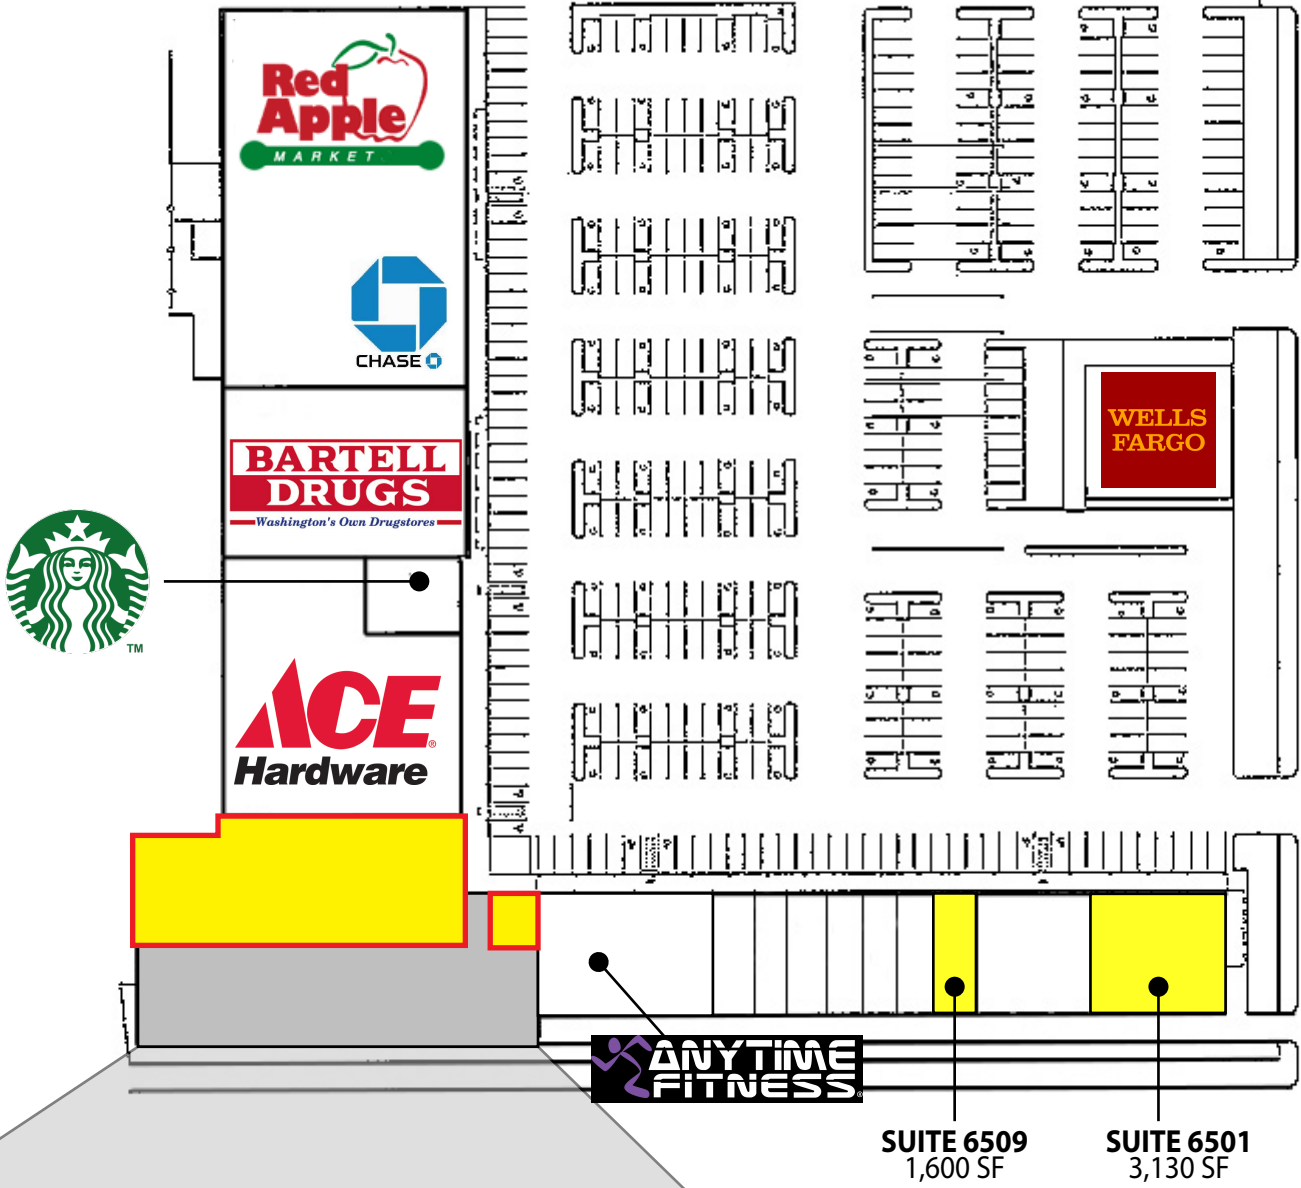 Red
Apple
MARKET
CHASE
BARTELL
DRUGS
Washington's Own Drugstores
WELLS
FARGO
TM
ACE
®
Hardware
ANYTIME
FITNESS®
SUITE 6509
1,600 SF
SUITE 6501
3,130 SF